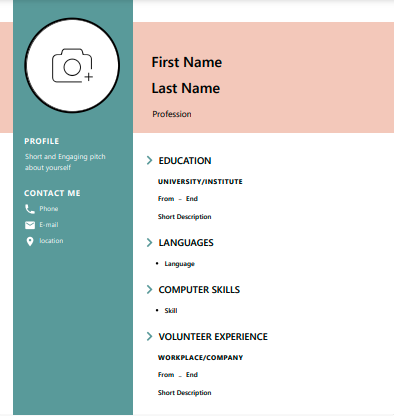 First Name
Last Name
Profession
PROFILE
Short and Engaging pitch
about yourself
CONTACT ME
Phone
E-mail
location
EDUCATION
UNIVERSITY/INSTITUTE
From – End
Short Description
LANGUAGES
• Language
COMPUTER SKILLS
• Skill
VOLUNTEER EXPERIENCE
WORKPLACE/COMPANY
From – End
Short Description